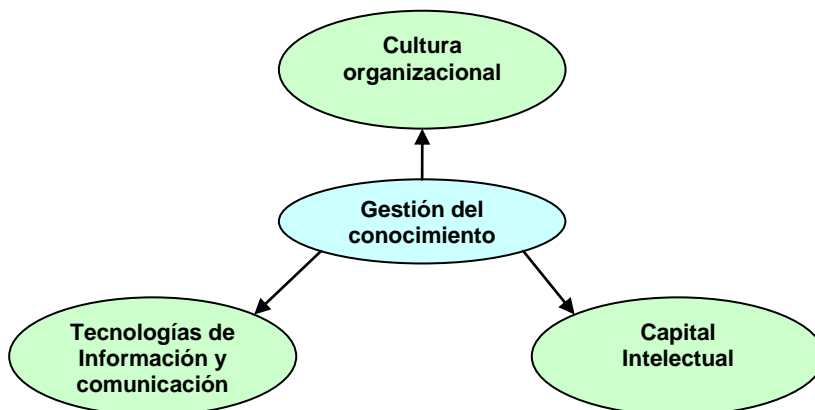 Cultura
organizacional
Gestión del
conocimiento
Tecnologías de
Información y
comunicación
Capital
Intelectual